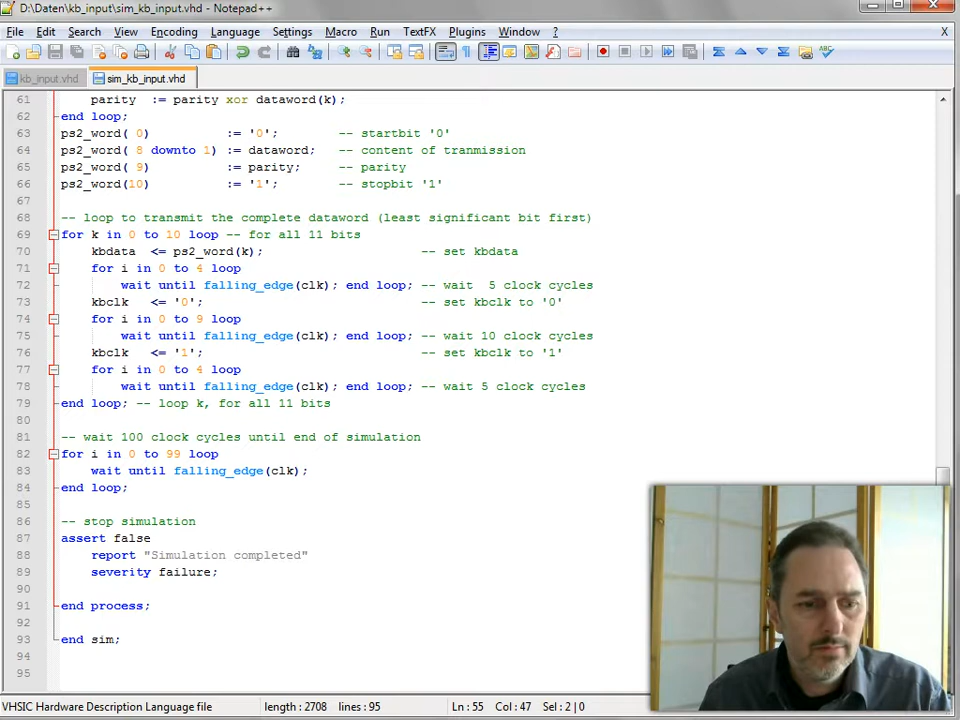 D:\Daten\kb_input\sim_kb_input.vhd - Notepad++
File Edit Search View Encoding Language Settings Macro Run TextFX Plugins Window ? X
kb_input.vhd sim_kb_input.vhd
61 parity := parity xor dataword(k);
62 end loop;
63 ps2_word( 0) := '0'; -- startbit '0'
64 ps2_word( 8 downto 1) := dataword; -- content of tranmission
65 ps2_word( 9) := parity; -- parity
66 ps2_word(10) := '1'; -- stopbit '1'
67
68 -- loop to transmit the complete dataword (least significant bit first)
69 for k in 0 to 10 loop -- for all 11 bits
70 kbdata <= ps2_word(k); -- set kbdata
71 for i in 0 to 4 loop
72 wait until falling_edge(clk); end loop; -- wait  5 clock cycles
73 kbclk <= '0'; -- set kbclk to '0'
74 for i in 0 to 9 loop
75 wait until falling_edge(clk); end loop; -- wait 10 clock cycles
76 kbclk <= '1'; -- set kbclk to '1'
77 for i in 0 to 4 loop
78 wait until falling_edge(clk); end loop; -- wait 5 clock cycles
79 end loop; -- loop k, for all 11 bits
80
81 -- wait 100 clock cycles until end of simulation
82 for i in 0 to 99 loop
83 wait until falling_edge(clk);
84 end loop;
85
86 -- stop simulation
87 assert false
88 report "Simulation completed"
89 severity failure;
90
91 end process;
92
93 end sim;
94
95
VHSIC Hardware Description Language file length : 2708 lines : 95 Ln : 55 Col : 47 Sel : 2 | 0